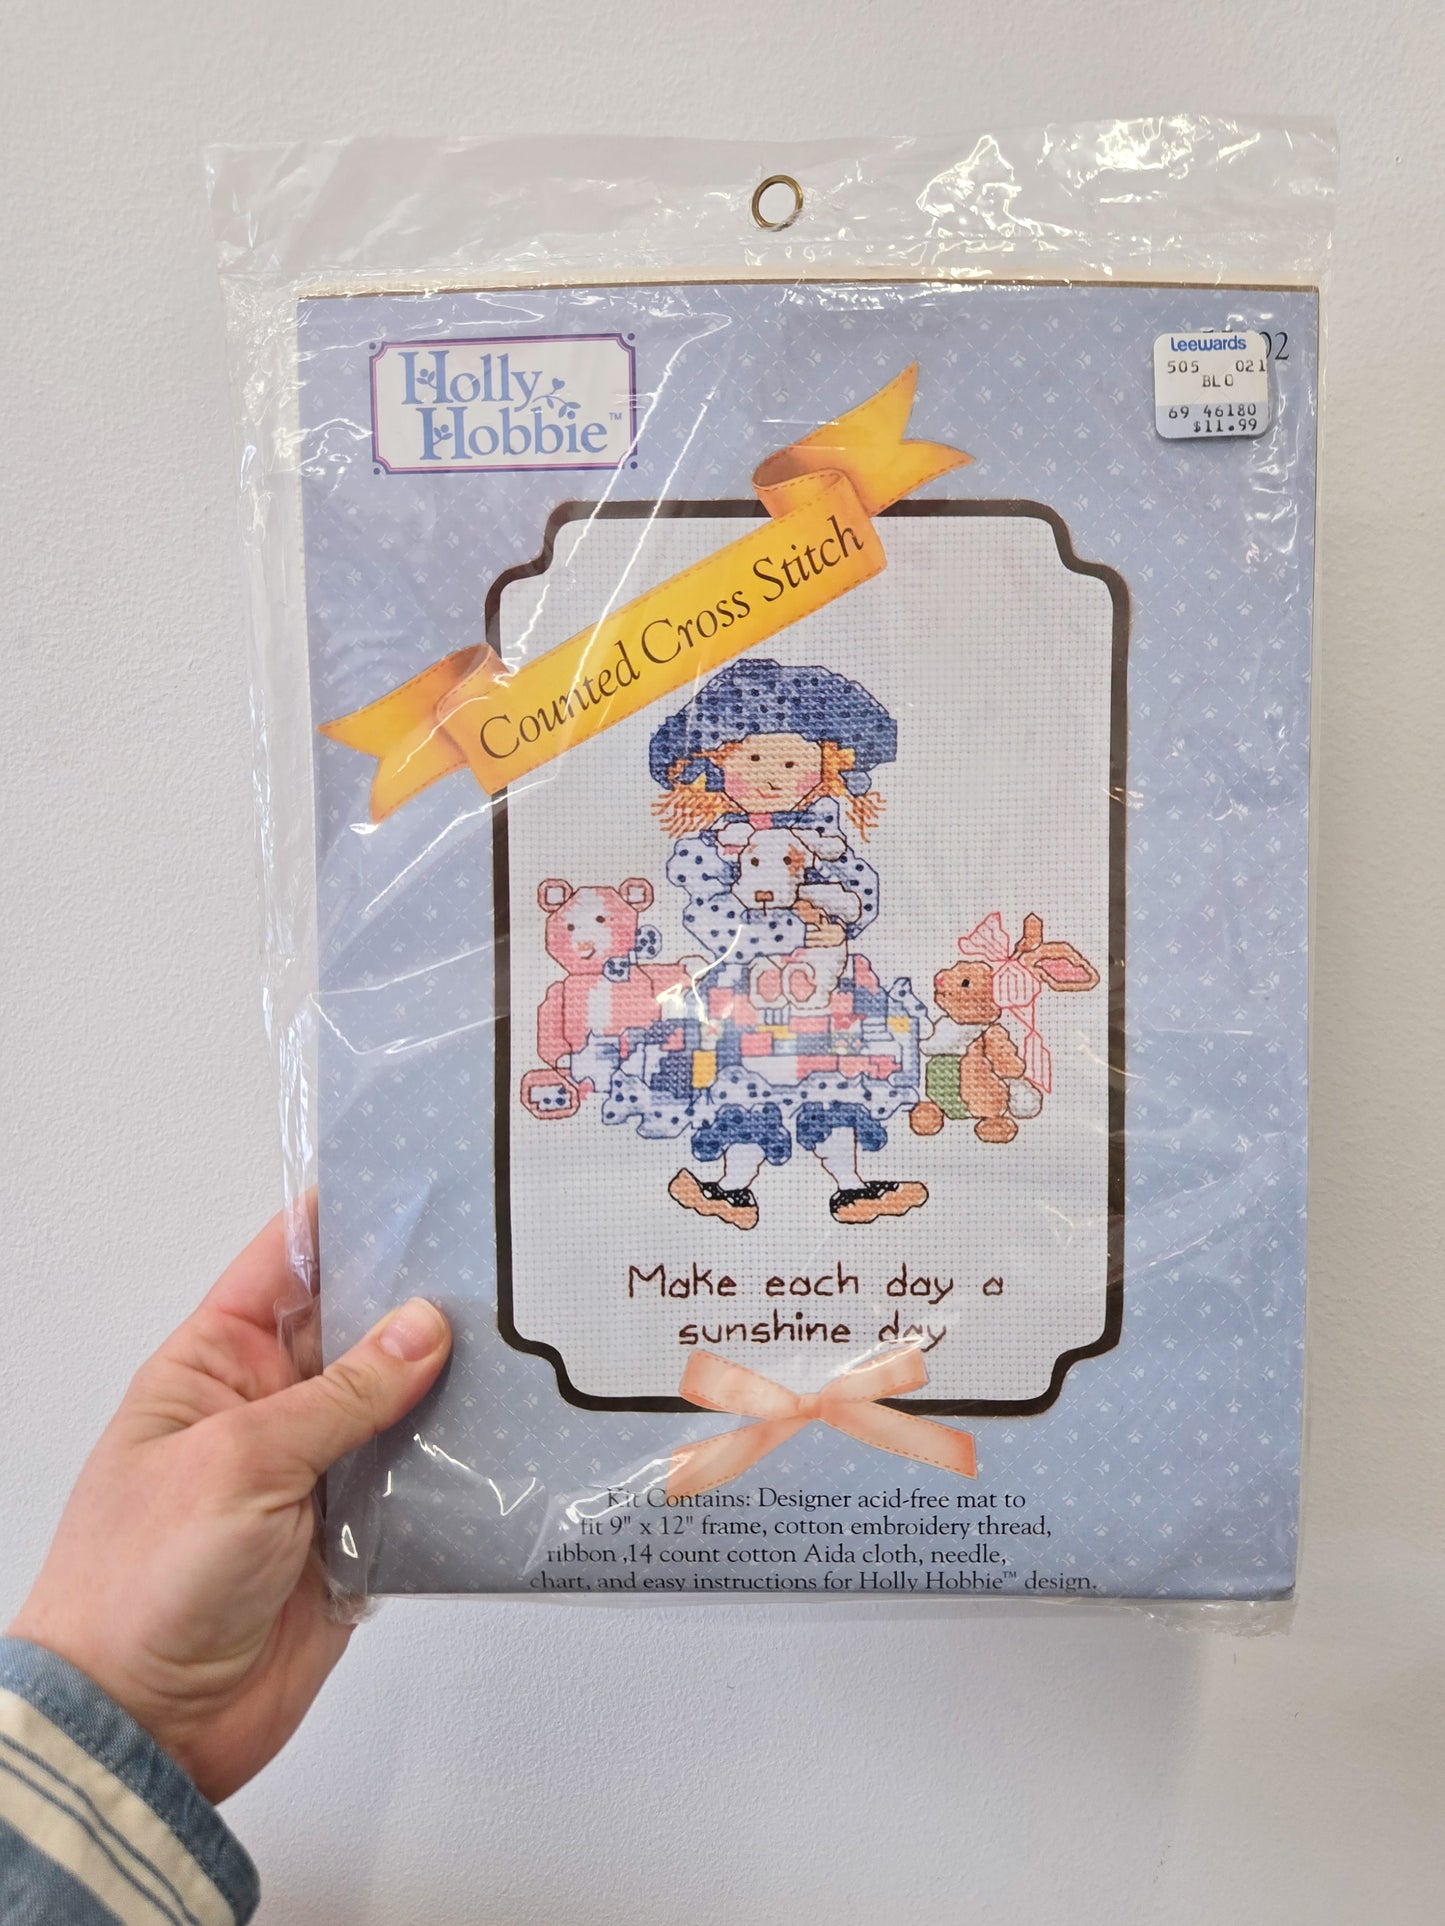 Holly
Hobbie™
Leewards
505 021
BLO
69 46180
$11.99
02
Counted Cross Stitch
Make each day a
sunshine day
Kit Contains: Designer acid-free mat to
fit 9" x 12" frame, cotton embroidery thread,
ribbon ,14 count cotton Aida cloth, needle,
chart, and easy instructions for Holly Hobbie™ design.